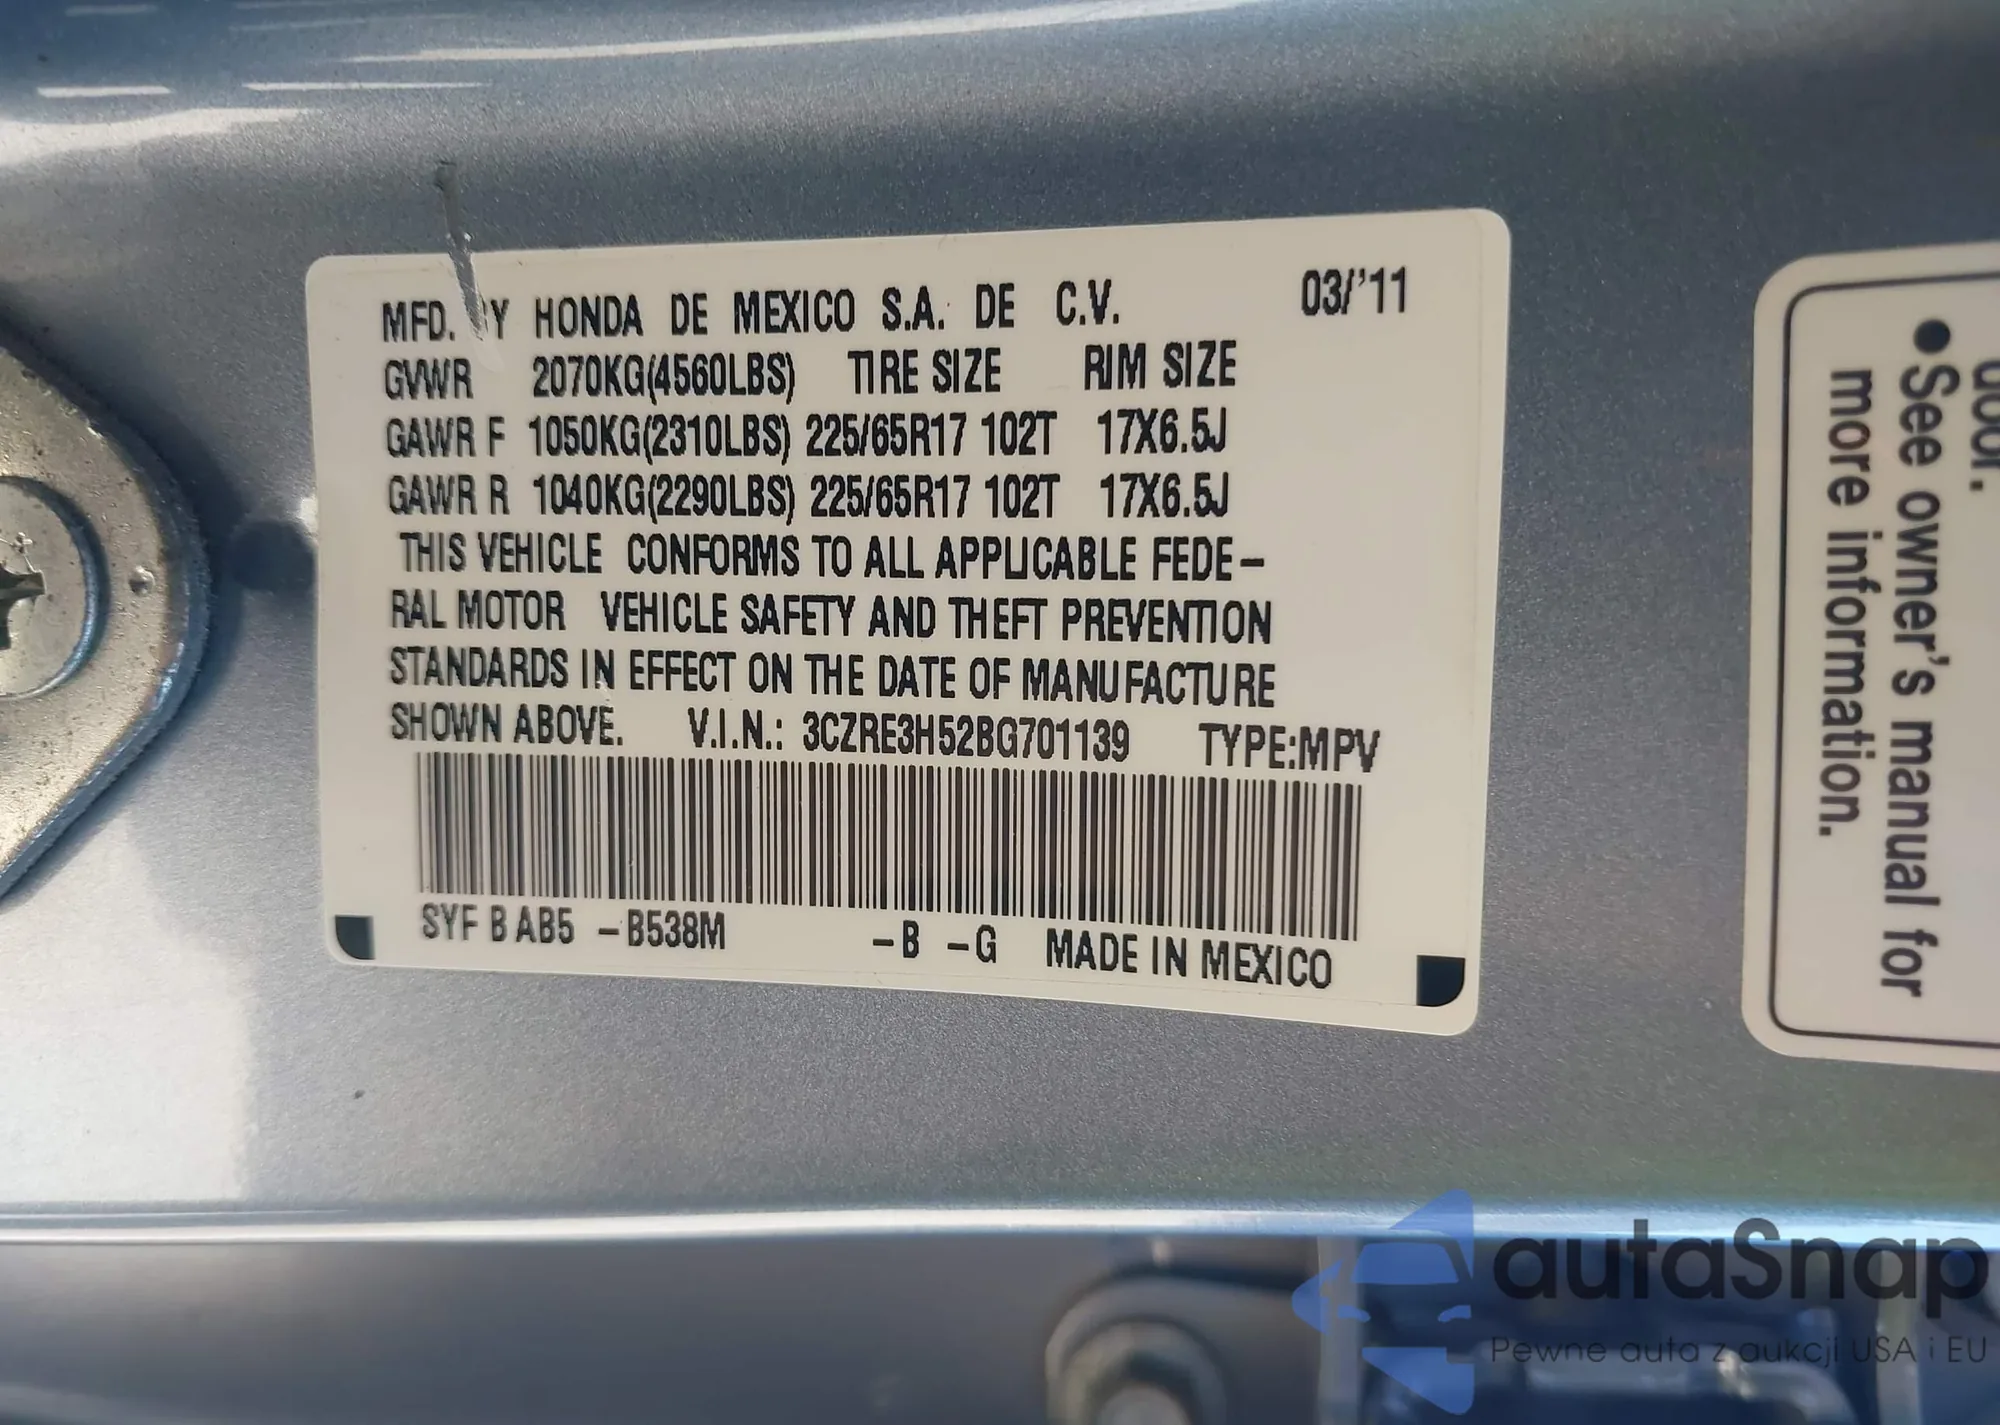 MFD. BY HONDA DE MEXICO S.A. DE C.V. 03/'11
GVWR 2070KG(4560LBS) TIRE SIZE RIM SIZE
GAWR F 1050KG(2310LBS) 225/65R17 102T 17X6.5J
GAWR R 1040KG(2290LBS) 225/65R17 102T 17X6.5J
THIS VEHICLE CONFORMS TO ALL APPLICABLE FEDE-
RAL MOTOR VEHICLE SAFETY AND THEFT PREVENTION
STANDARDS IN EFFECT ON THE DATE OF MANUFACTURE
SHOWN ABOVE. V.I.N.: 3CZRE3H52BG701139 TYPE:MPV
SYF B AB5 -B538M -B -G MADE IN MEXICO
door.
●See owner's manual for
more information.
autaSnap
Pewne auta z aukcji USA i EU